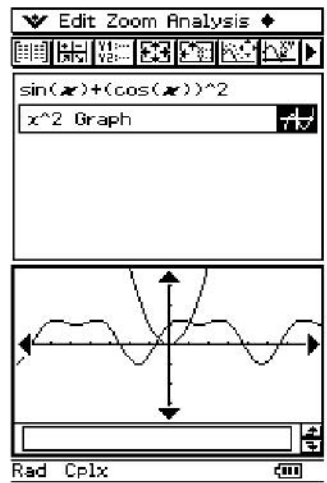 Edit Zoom Analysis ♦
sin(x)+(cos(x))^2
x^2 Graph
Rad Cplx